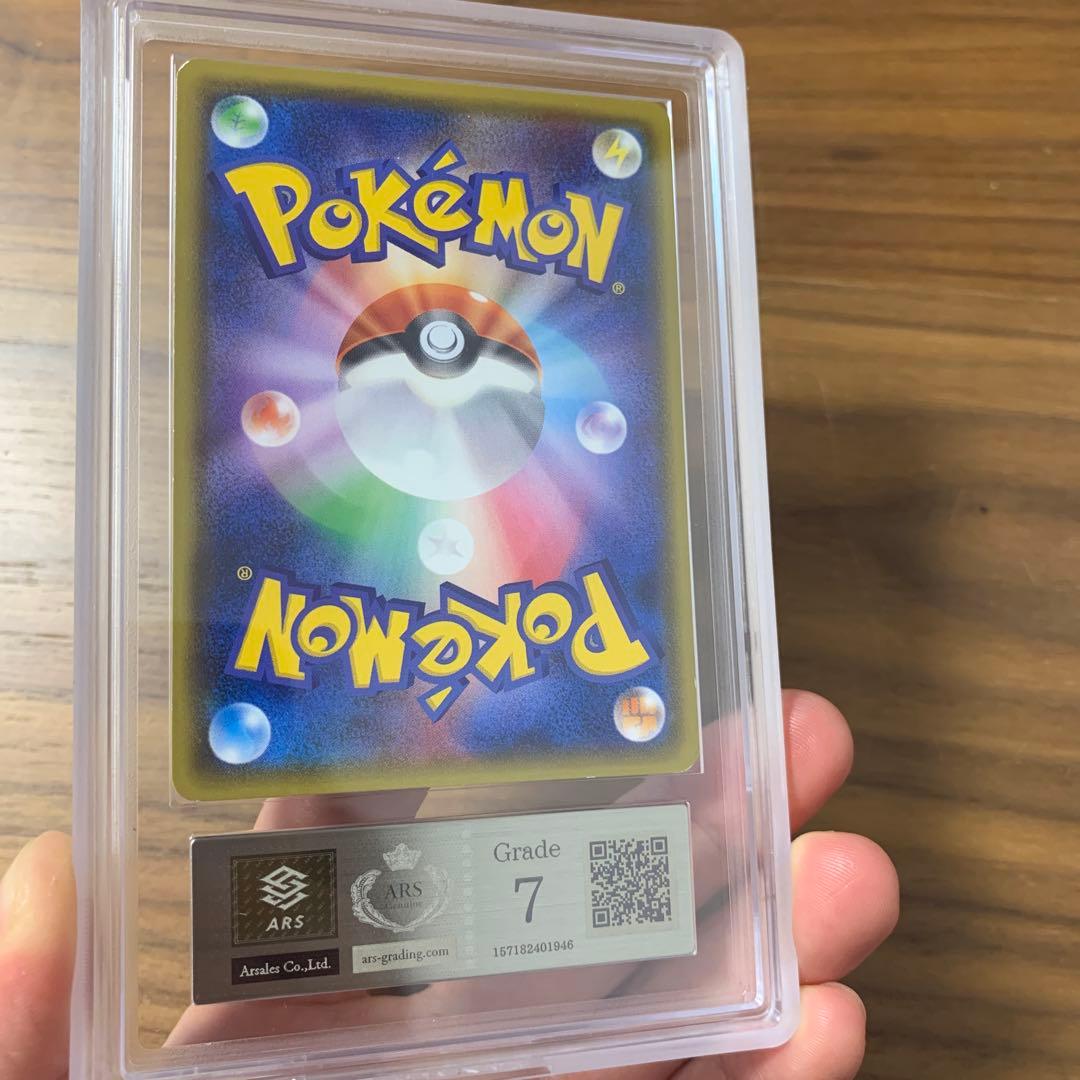 POKéMON
®
®
POKéMON
ARS
Arsales Co.,Ltd.
ARS
Genuine
ars-grading.com
Grade
7
157182401946